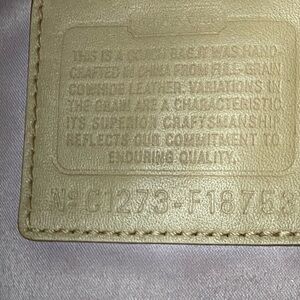 THIS IS A COACH BAG. IT WAS HAND-
CRAFTED IN CHINA FROM FULL-GRAIN
COWHIDE LEATHER. VARIATIONS IN
THE GRAIN ARE A CHARACTERISTIC
ITS SUPERIOR CRAFTSMANSHIP
REFLECTS OUR COMMITMENT TO
ENDURING QUALITY.
Nº G1273-F18753